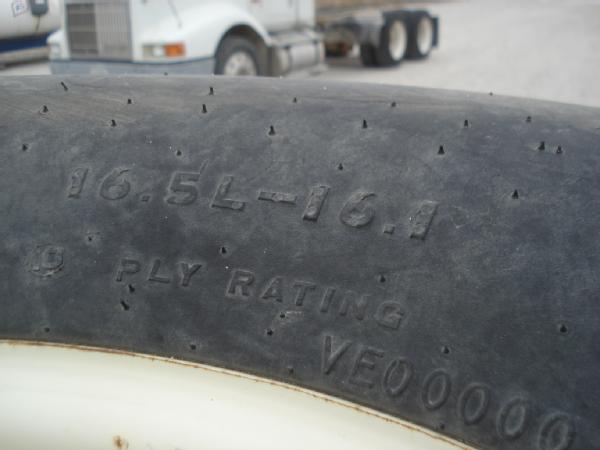 16.5L-16.1
PLY RATING
VE00000